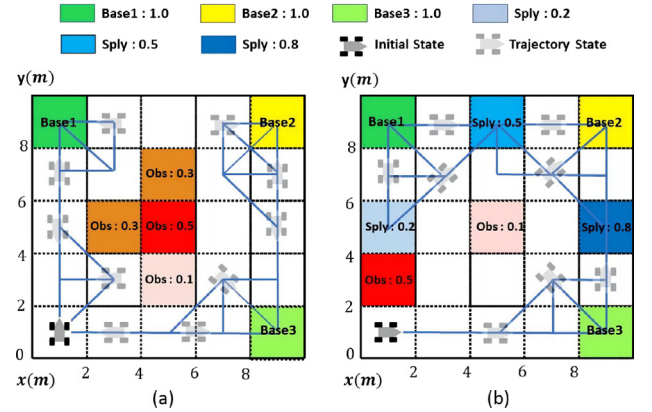 Base1 : 1.0 Base2 : 1.0 Base3 : 1.0 Sply : 0.2
Sply : 0.5 Sply : 0.8 Initial State Trajectory State
y(m) y(m)
Base1 Base2 Base1 Sply : 0.5 Base2
8 8
Obs : 0.3
6 6
Obs : 0.3 Obs : 0.5 Sply : 0.2 Obs : 0.1 Sply : 0.8
4 4
Obs : 0.1 Obs : 0.5
2 2
Base3 Base3
0 0
x(m) 2 4 6 8 x(m) 2 4 6 8
(a) (b)